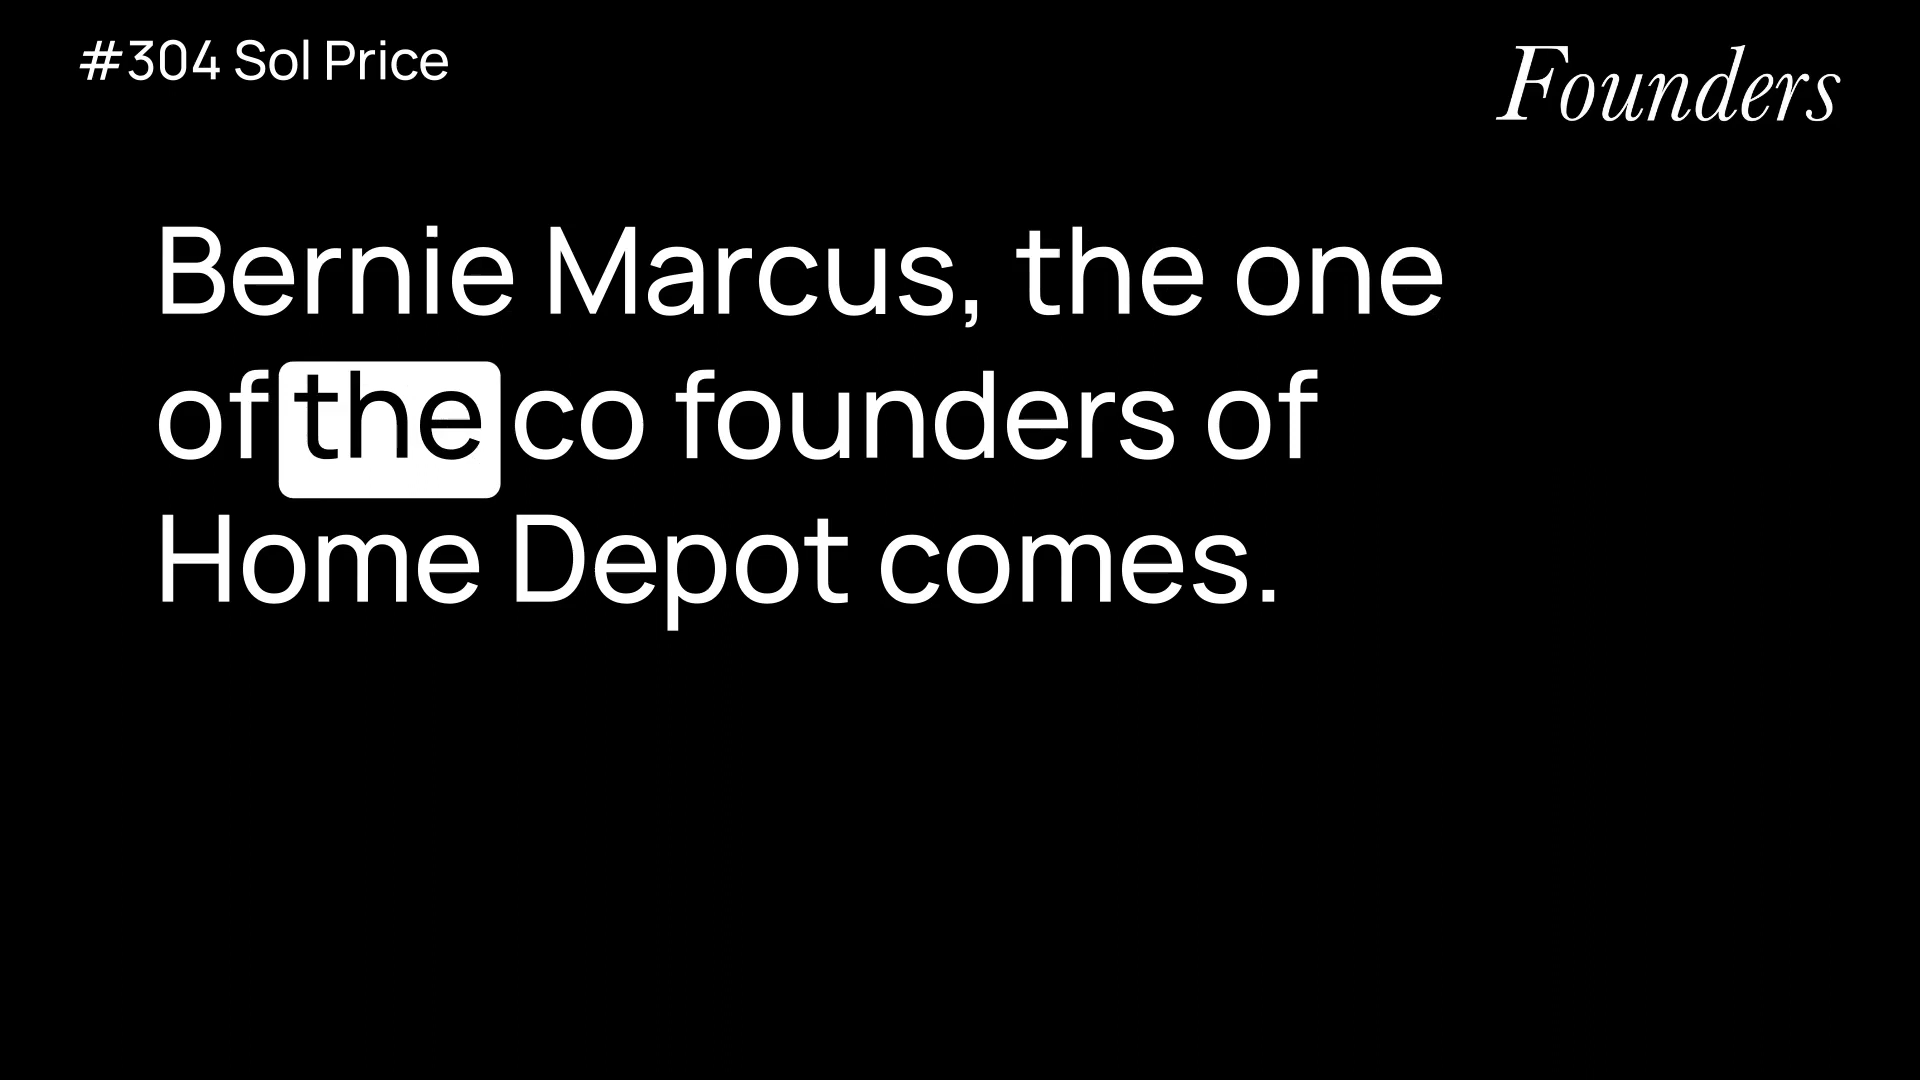 #304 Sol Price
Founders
Bernie Marcus, the one
of the co founders of
Home Depot comes.